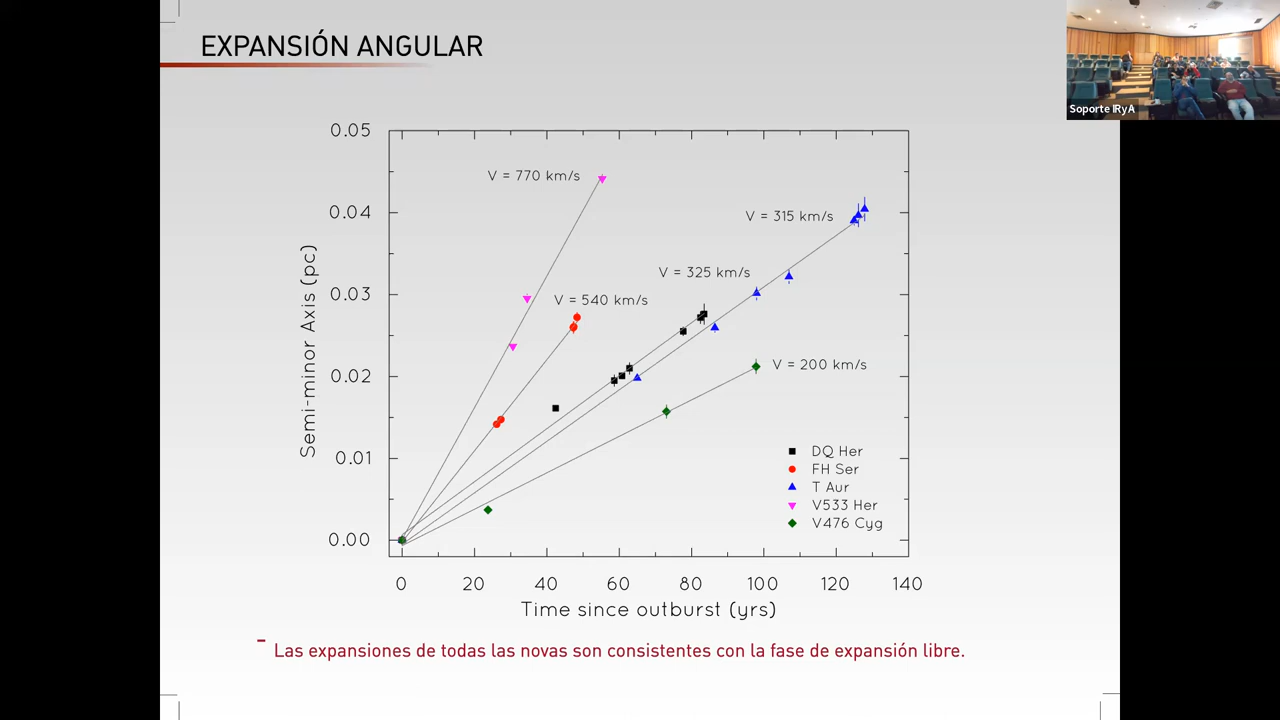 EXPANSIÓN ANGULAR
Soporte IRyA
0.05
0.04
0.03
0.02
0.01
0.00
Semi-minor Axis (pc)
V = 770 km/s
V = 315 km/s
V = 325 km/s
V = 540 km/s
V = 200 km/s
DQ Her
FH Ser
T Aur
V533 Her
V476 Cyg
0 20 40 60 80 100 120 140
Time since outburst (yrs)
- Las expansiones de todas las novas son consistentes con la fase de expansión libre.